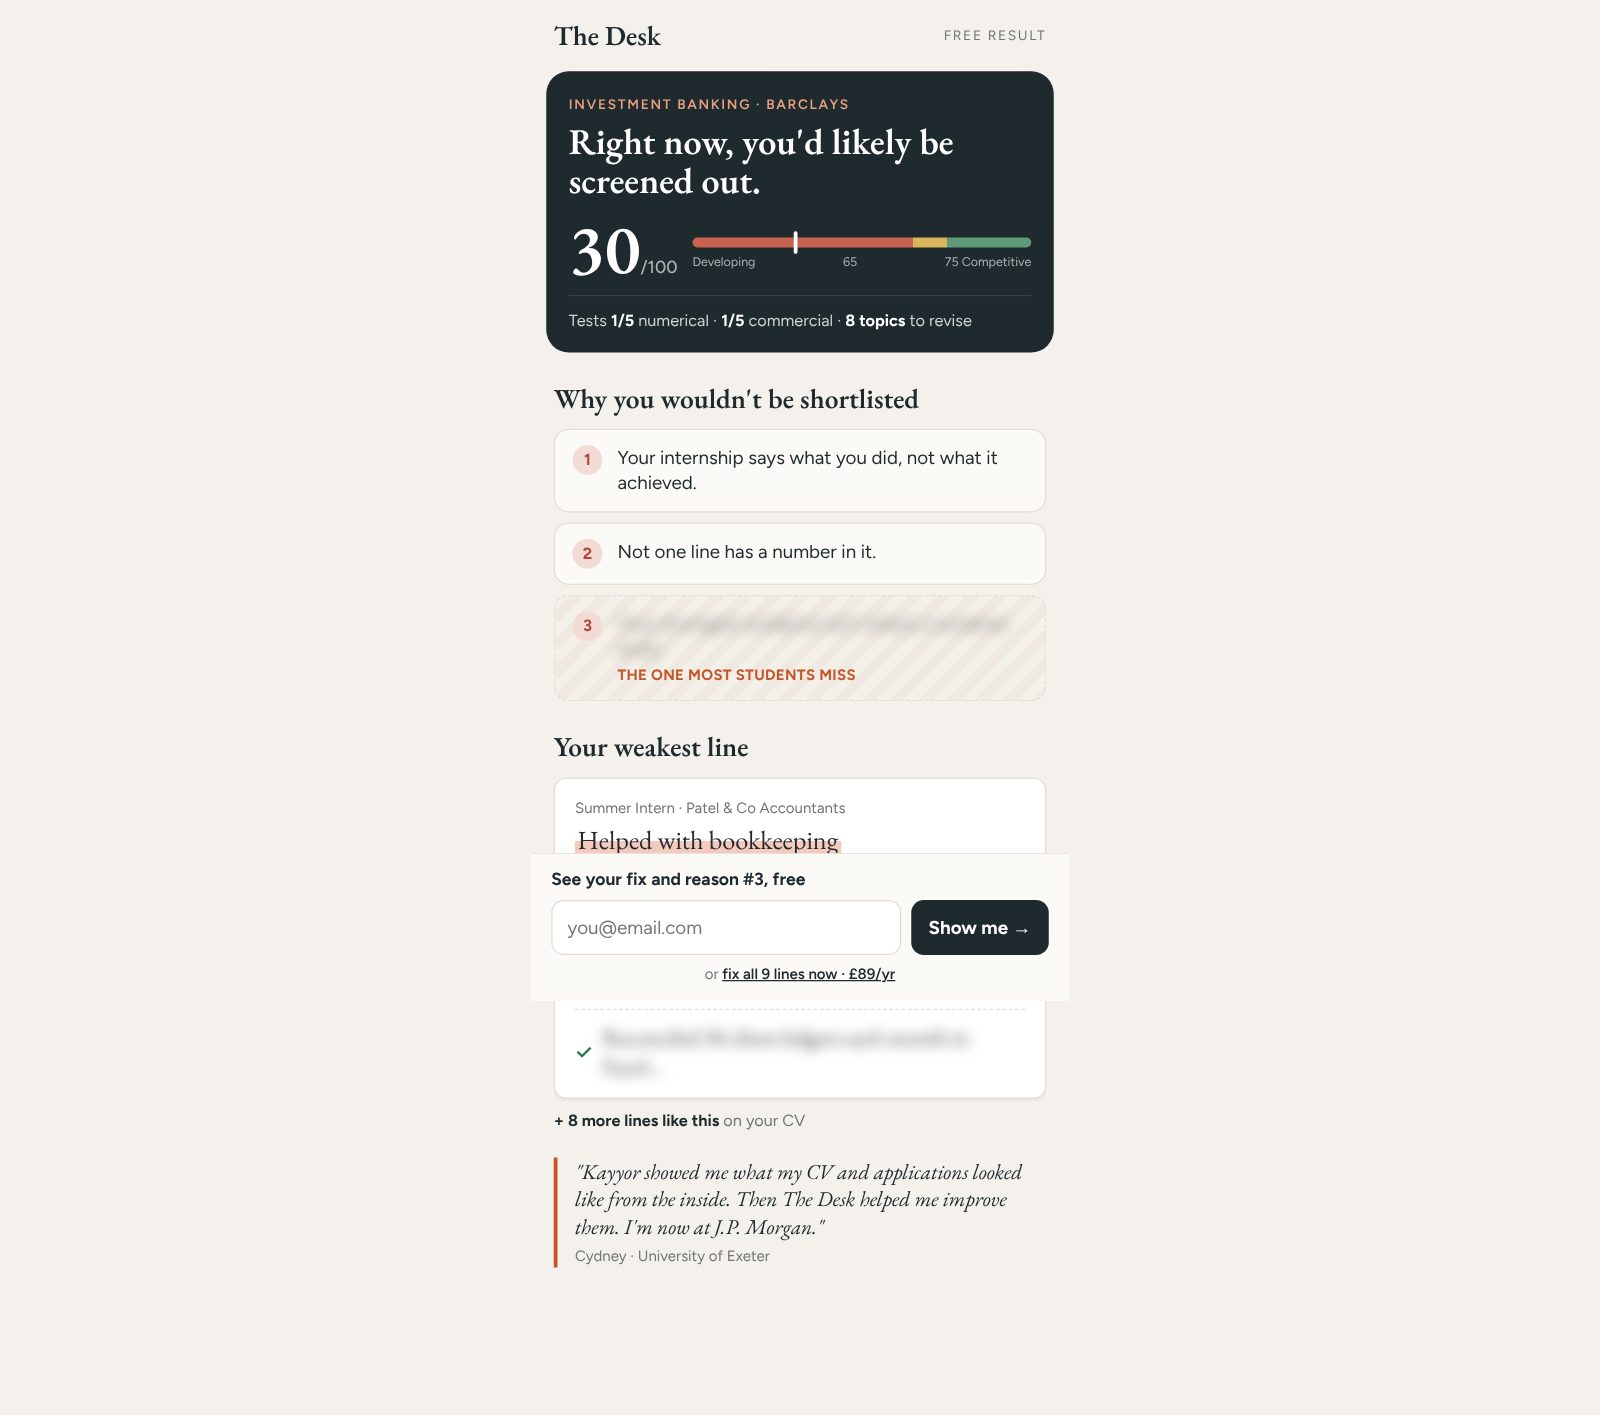 The Desk
FREE RESULT
INVESTMENT BANKING · BARCLAYS
Right now, you'd likely be
screened out.
30/100
Developing 65 75 Competitive
Tests 1/5 numerical · 1/5 commercial · 8 topics to revise
Why you wouldn't be shortlisted
1 Your internship says what you did, not what it
achieved.
2 Not one line has a number in it.
3
THE ONE MOST STUDENTS MISS
Your weakest line
Summer Intern · Patel & Co Accountants
Helped with bookkeeping
See your fix and reason #3, free
you@email.com
Show me →
or fix all 9 lines now · £89/yr
+ 8 more lines like this on your CV
"Kayyor showed me what my CV and applications looked
like from the inside. Then The Desk helped me improve
them. I'm now at J.P. Morgan."
Cydney · University of Exeter